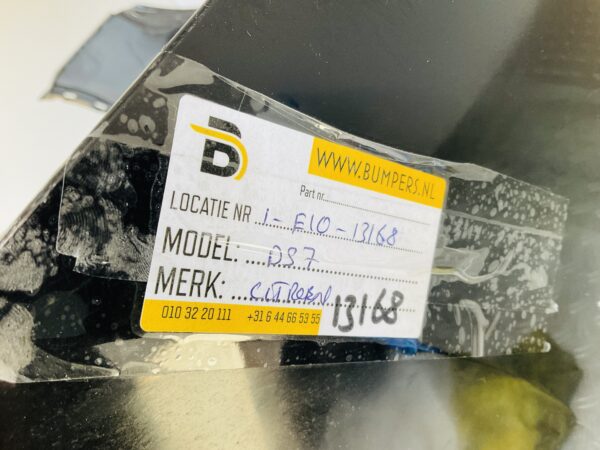 B
WWW.BUMPERS.NL
Part nr.
LOCATIE NR 1-E10-13168
MODEL: DS7
MERK: CITROEN
13168
010 32 20 111 +31 6 44 66 53 55